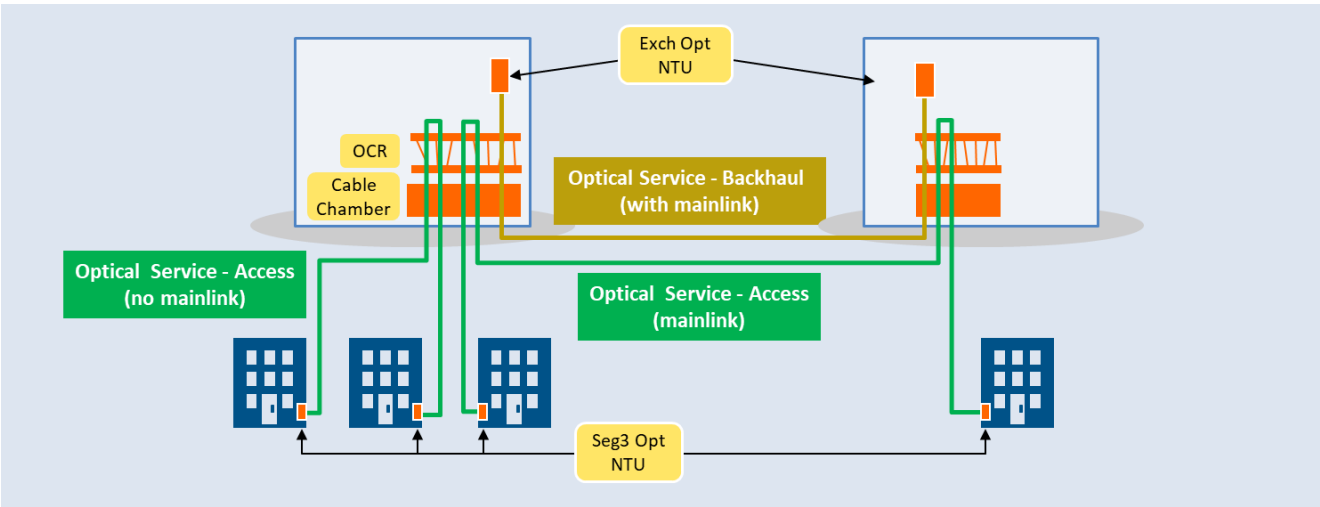 Exch Opt
NTU
OCR
Cable
Chamber
Optical Service - Backhaul
(with mainlink)
Optical Service - Access
(no mainlink)
Optical Service - Access
(mainlink)
Seg3 Opt
NTU